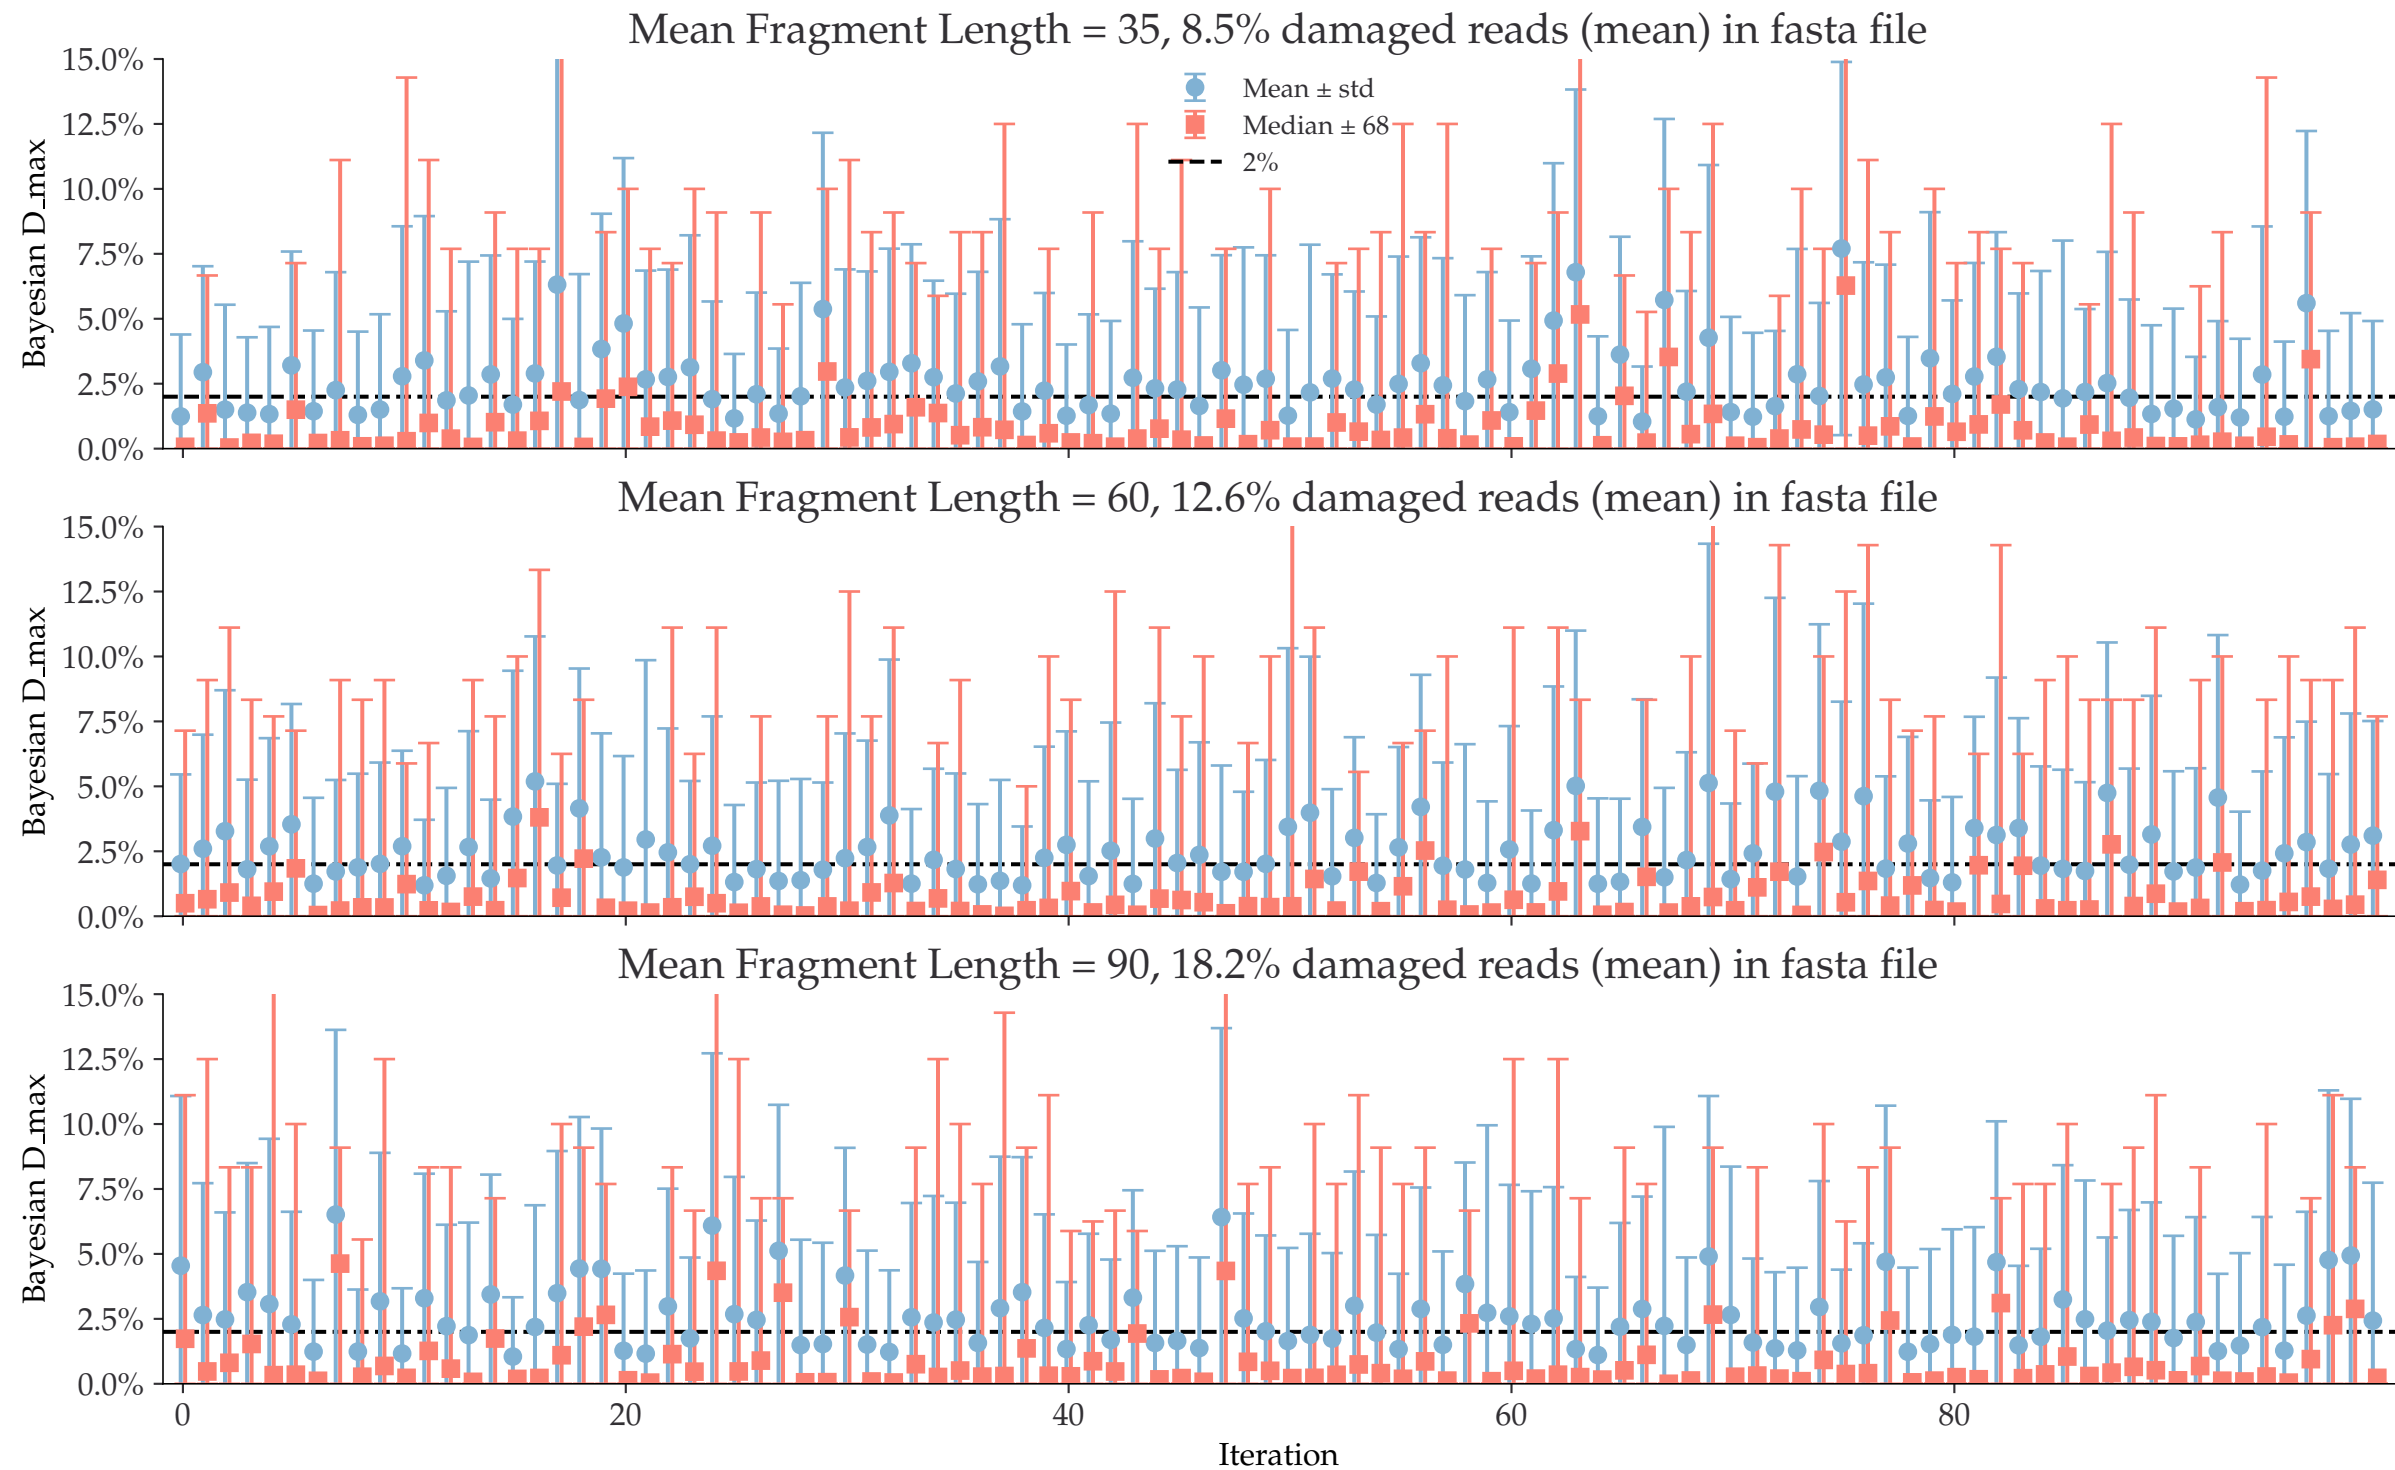 Mean Fragment Length = 35, 8.5% damaged reads (mean) in fasta file
15.0%
12.5%
10.0%
7.5%
5.0%
2.5%
0.0%
Bayesian D_max
Mean ± std
Median ± 68
2%
Mean Fragment Length = 60, 12.6% damaged reads (mean) in fasta file
15.0%
12.5%
10.0%
7.5%
5.0%
2.5%
0.0%
Bayesian D_max
Mean Fragment Length = 90, 18.2% damaged reads (mean) in fasta file
15.0%
12.5%
10.0%
7.5%
5.0%
2.5%
0.0%
Bayesian D_max
0 20 40 60 80
Iteration